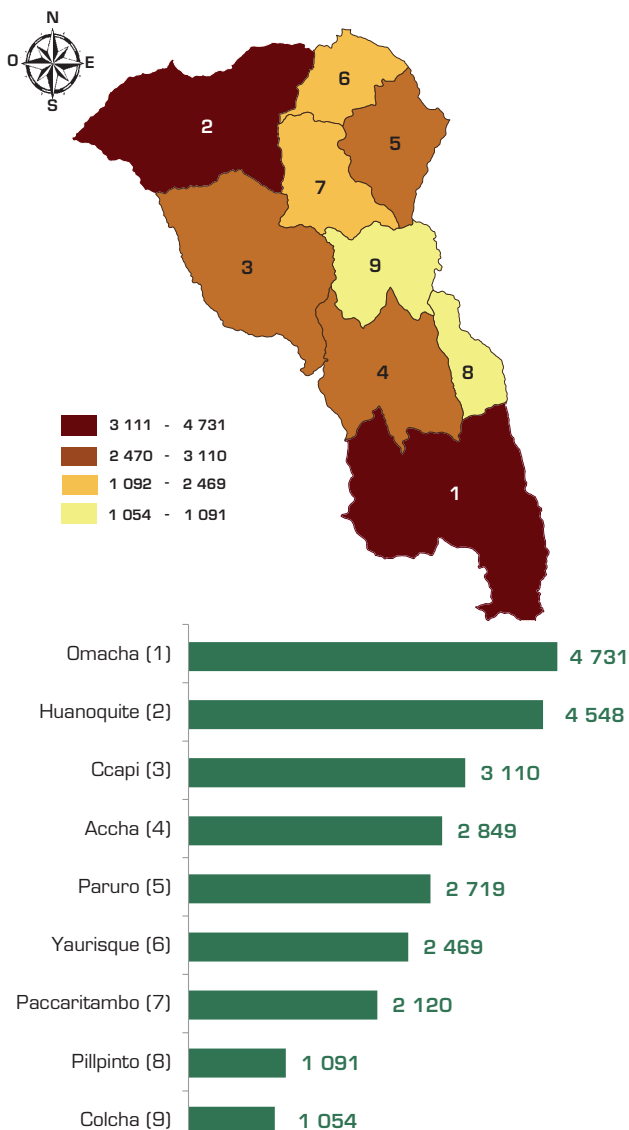 N
O E
S
6
2
5
7
3
9
4
8
1
3 111 - 4 731
2 470 - 3 110
1 092 - 2 469
1 054 - 1 091
Omacha (1) 4 731
Huanoquite (2) 4 548
Ccapi (3) 3 110
Accha (4) 2 849
Paruro (5) 2 719
Yaurisque (6) 2 469
Paccaritambo (7) 2 120
Pillpinto (8) 1 091
Colcha (9) 1 054